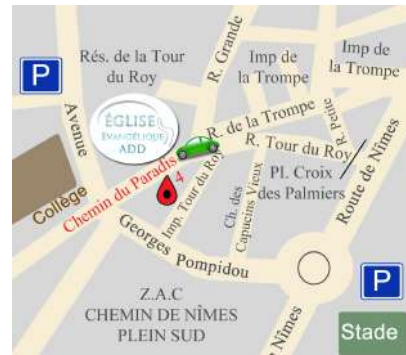 P
Rés. de la Tour
du Roy
R. Grande
Imp de
la Trompe
Imp de
la Trompe
Avenue
ÉGLISE
ÉVANGÉLIQUE
ADD
R. de la Trompe
R. Petite
R. Tour du Roy
Collège
Chemin du Paradis
4
Imp. Tour du Roy
Ch. des
Capucins Vieux
Pl. Croix
des Palmiers
Route de Nîmes
Georges Pompidou
P
Z.A.C
CHEMIN DE NÎMES
PLEIN SUD
Nîmes
Stade